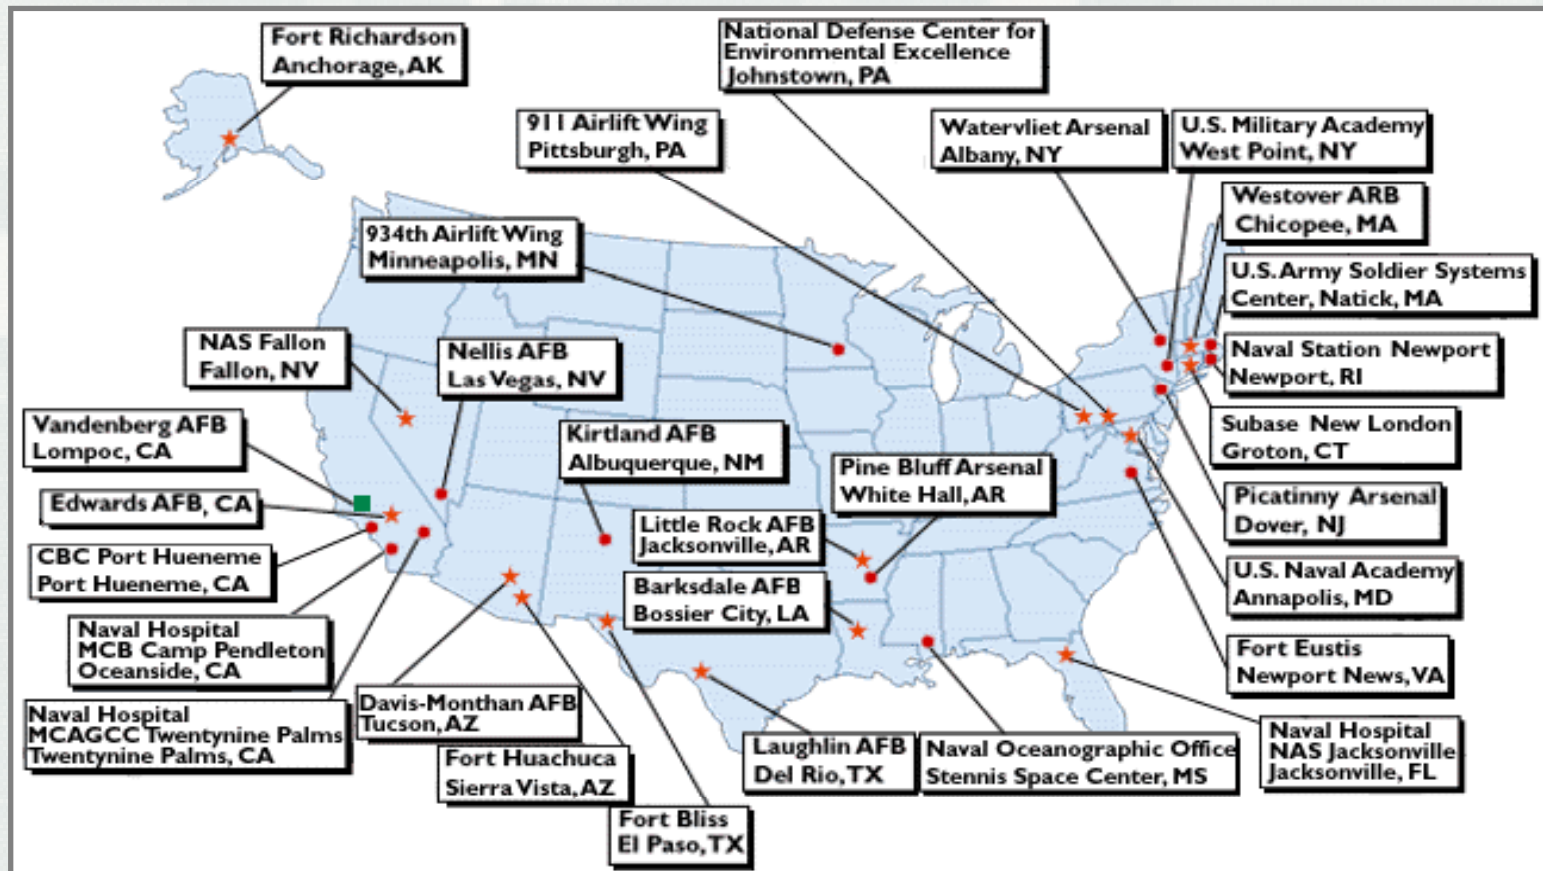 Fort Richardson
Anchorage, AK
National Defense Center for
Environmental Excellence
Johnstown, PA
911 Airlift Wing
Pittsburgh, PA
Watervliet Arsenal
Albany, NY
U.S. Military Academy
West Point, NY
Westover ARB
Chicopee, MA
934th Airlift Wing
Minneapolis, MN
U.S. Army Soldier Systems
Center, Natick, MA
NAS Fallon
Fallon, NV
Nellis AFB
Las Vegas, NV
Naval Station Newport
Newport, RI
Vandenberg AFB
Lompoc, CA
Kirtland AFB
Albuquerque, NM
Subase New London
Groton, CT
Pine Bluff Arsenal
White Hall, AR
Edwards AFB, CA
Picatinny Arsenal
Dover, NJ
Little Rock AFB
Jacksonville, AR
CBC Port Hueneme
Port Hueneme, CA
Barksdale AFB
Bossier City, LA
U.S. Naval Academy
Annapolis, MD
Naval Hospital
MCB Camp Pendleton
Oceanside, CA
Fort Eustis
Newport News, VA
Naval Hospital
MCAGCC Twentynine Palms
Twentynine Palms, CA
Davis-Monthan AFB
Tucson, AZ
Fort Huachuca
Sierra Vista, AZ
Fort Bliss
El Paso, TX
Laughlin AFB
Del Rio, TX
Naval Oceanographic Office
Stennis Space Center, MS
Naval Hospital
NAS Jacksonville
Jacksonville, FL